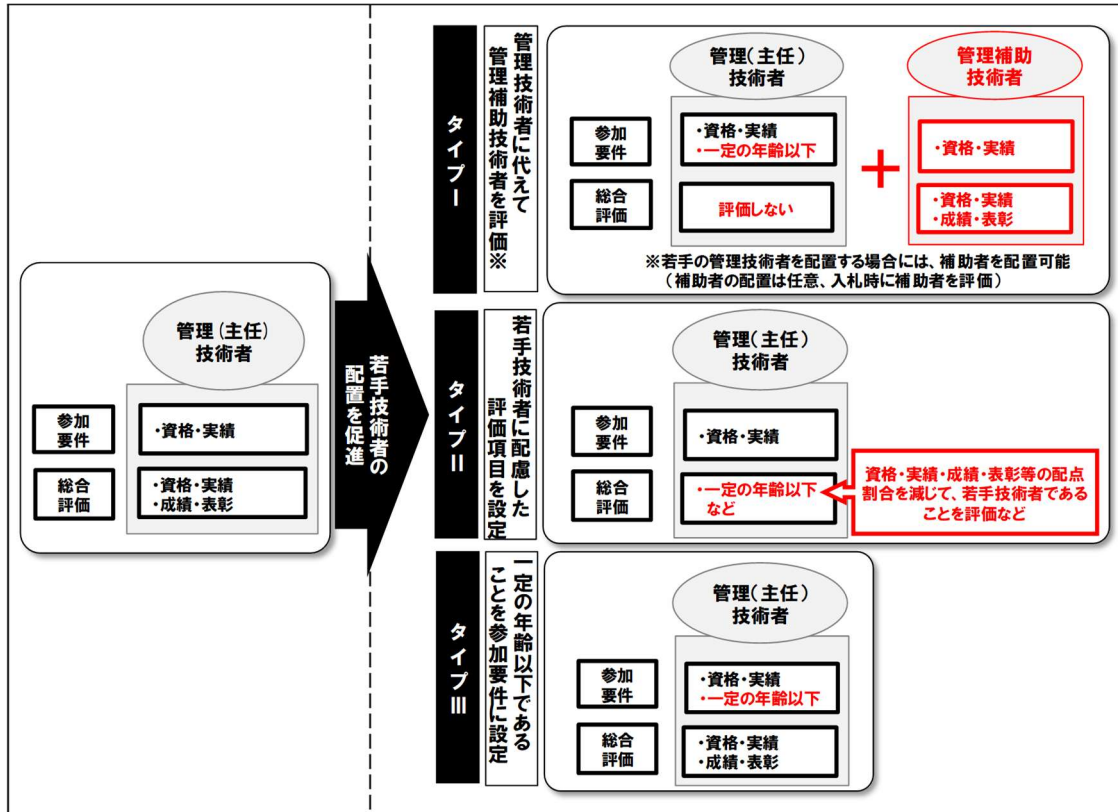 管理(主任)
技術者
参加
要件
・資格・実績
総合
評価
・資格・実績
・成績・表彰
若手技術者の
配置を促進
タイプⅠ
管理技術者に代えて
管理補助技術者を評価※
管理(主任)
技術者
管理補助
技術者
参加
要件
・資格・実績
・一定の年齢以下
+
・資格・実績
総合
評価
評価しない
・資格・実績
・成績・表彰
※若手の管理技術者を配置する場合には、補助者を配置可能
(補助者の配置は任意、入札時に補助者を評価)
タイプⅡ
若手技術者に配慮した
評価項目を設定
管理(主任)
技術者
参加
要件
・資格・実績
総合
評価
・一定の年齢以下
など
資格・実績・成績・表彰等の配点
割合を減じて、若手技術者である
ことを評価など
タイプⅢ
一定の年齢以下である
ことを参加要件に設定
管理(主任)
技術者
参加
要件
・資格・実績
・一定の年齢以下
総合
評価
・資格・実績
・成績・表彰